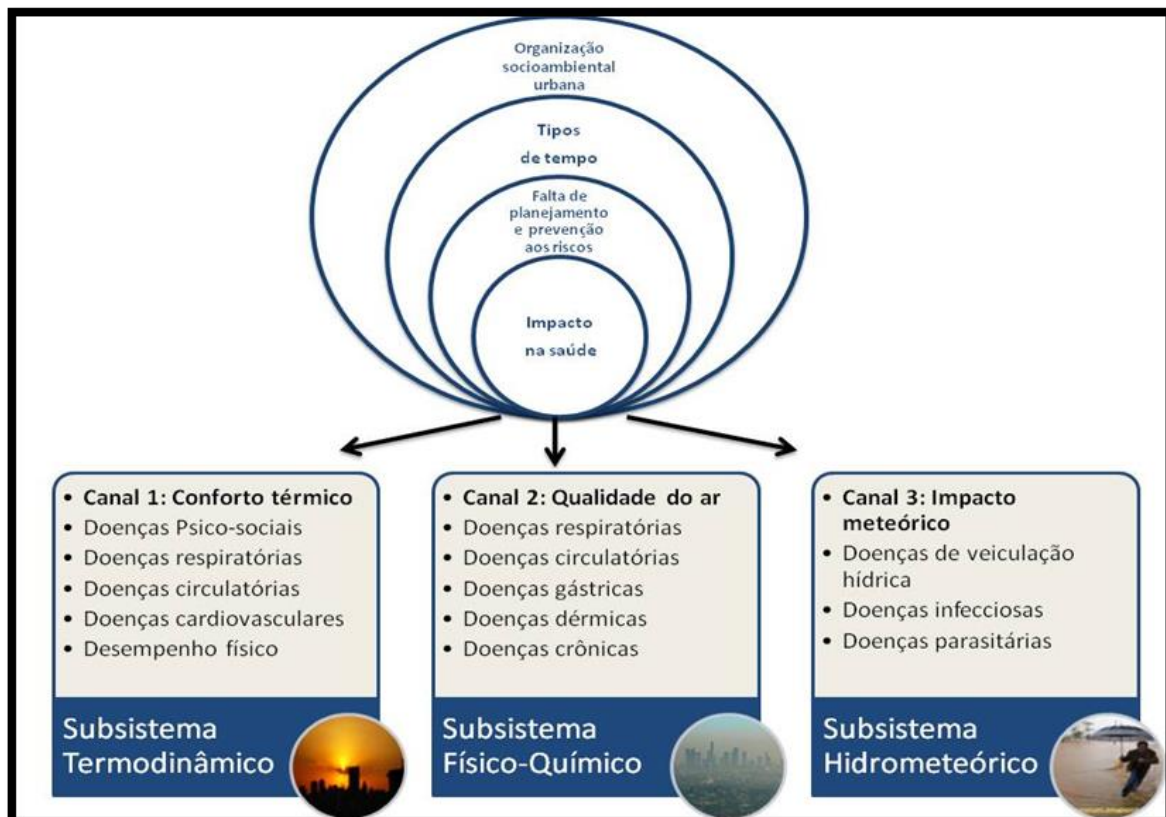 Organização
socioambiental
urbana
Tipos
de tempo
Falta de
planejamento
e prevenção
aos riscos
Impacto
na saúde
• Canal 1: Conforto térmico
• Doenças Psico-sociais
• Doenças respiratórias
• Doenças circulatórias
• Doenças cardiovasculares
• Desempenho físico
Subsistema
Termodinâmico
• Canal 2: Qualidade do ar
• Doenças respiratórias
• Doenças circulatórias
• Doenças gástricas
• Doenças dérmicas
• Doenças crônicas
Subsistema
Físico-Químico
• Canal 3: Impacto
meteórico
• Doenças de veiculação
hídrica
• Doenças infecciosas
• Doenças parasitárias
Subsistema
Hidrometeórico